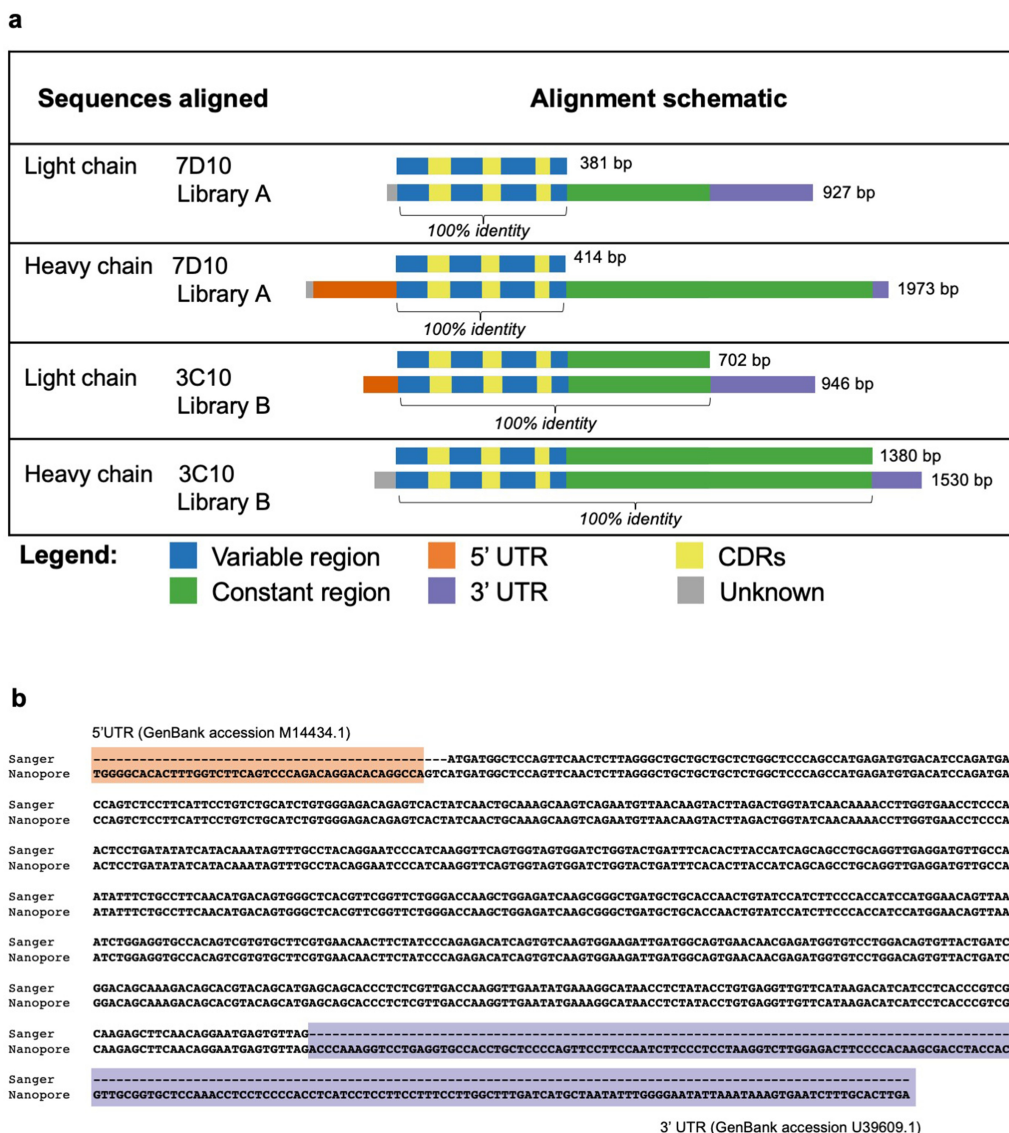 a
Sequences aligned Alignment schematic
Light chain 7D10 381 bp
Library A 927 bp
100% identity
Heavy chain 7D10 414 bp
Library A 1973 bp
100% identity
Light chain 3C10 702 bp
Library B 946 bp
100% identity
Heavy chain 3C10 1380 bp
Library B 1530 bp
100% identity
Legend: Variable region 5' UTR CDRs
Constant region 3' UTR Unknown
b
5'UTR (GenBank accession M14434.1)
Sanger -----------------------------------------------ATGATGGCTCCAGTTCAACTCTTAGGGCTGCTGCTGCTCTGGCTCCCAGCCATGAGATGTGACATCCAGATGA
Nanopore TGGGGCACACTTTGGTCTTCAGTCCCAGACAGGACACAGGCCAGTCATGATGGCTCCAGTTCAACTCTTAGGGCTGCTGCTGCTCTGGCTCCCAGCCATGAGATGTGACATCCAGATGA
Sanger CCAGTCTCCTTCATTCCTGTCTGCATCTGTGGGAGACAGAGTCACTATCAACTGCAAAGCAAGTCAGAATGTTAACAAGTACTTAGACTGGTATCAACAAAACCTTGGTGAACCTCCCA
Nanopore CCAGTCTCCTTCATTCCTGTCTGCATCTGTGGGAGACAGAGTCACTATCAACTGCAAAGCAAGTCAGAATGTTAACAAGTACTTAGACTGGTATCAACAAAACCTTGGTGAACCTCCCA
Sanger ACTCCTGATATATCATACAAATAGTTTGCCTACAGGAATCCCATCAAGGTTCAGTGGTAGTGGATCTGGTACTGATTTCACACTTACCATCAGCAGCCTGCAGGTTGAGGATGTTGCCA
Nanopore ACTCCTGATATATCATACAAATAGTTTGCCTACAGGAATCCCATCAAGGTTCAGTGGTAGTGGATCTGGTACTGATTTCACACTTACCATCAGCAGCCTGCAGGTTGAGGATGTTGCCA
Sanger ATATTTCTGCCTTCAACATGACAGTGGGCTCACGTTCGGTTCTGGGACCAAGCTGGAGATCAAGCGGGCTGATGCTGCACCAACTGTATCCATCTTCCCACCATCCATGGAACAGTTAA
Nanopore ATATTTCTGCCTTCAACATGACAGTGGGCTCACGTTCGGTTCTGGGACCAAGCTGGAGATCAAGCGGGCTGATGCTGCACCAACTGTATCCATCTTCCCACCATCCATGGAACAGTTAA
Sanger ATCTGGAGGTGCCACAGTCGTGTGCTTCGTGAACAACTTCTATCCCAGAGACATCAGTGTCAAGTGGAAGATTGATGGCAGTGAACAACGAGATGGTGTCCTGGACAGTGTTACTGATC
Nanopore ATCTGGAGGTGCCACAGTCGTGTGCTTCGTGAACAACTTCTATCCCAGAGACATCAGTGTCAAGTGGAAGATTGATGGCAGTGAACAACGAGATGGTGTCCTGGACAGTGTTACTGATC
Sanger GGACAGCAAAGACAGCACGTACAGCATGAGCAGCACCCTCTCGTTGACCAAGGTTGAATATGAAAGGCATAACCTCTATACCTGTGAGGTTGTTCATAAGACATCATCCTCACCCGTCG
Nanopore GGACAGCAAAGACAGCACGTACAGCATGAGCAGCACCCTCTCGTTGACCAAGGTTGAATATGAAAGGCATAACCTCTATACCTGTGAGGTTGTTCATAAGACATCATCCTCACCCGTCG
Sanger CAAGAGCTTCAACAGGAATGAGTGTTAG-------------------------------------------------------------------------------------------
Nanopore CAAGAGCTTCAACAGGAATGAGTGTTAGACCCAAAGGTCCTGAGGTGCCACCTGCTCCCCAGTTCCTTCCAATCTTCCCTCCTAAGGTCTTGGAGACTTCCCCACAAGCGACCTACCAC
Sanger ----------------------------------------------------------------------------------------------------------
Nanopore GTTGCGGTGCTCCAAACCTCCTCCCCACCTCATCCTCCTTCCTTTCCTTGGCTTTGATCATGCTAATATTTGGGGAATATTAAATAAAGTGAATCTTTGCACTTGA
3' UTR (GenBank accession U39609.1)